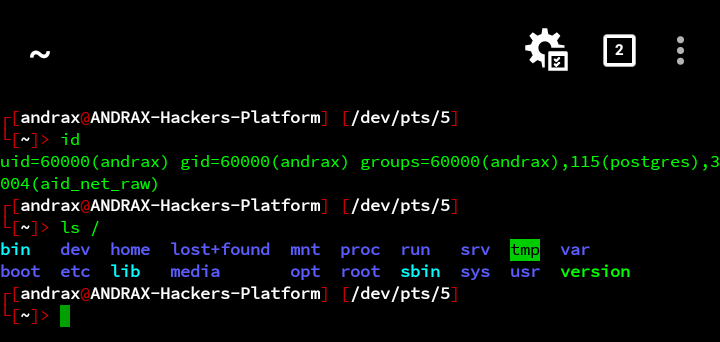 ~
2
┌[andrax@ANDRAX-Hackers-Platform] [/dev/pts/5]
└[~]> id
uid=60000(andrax) gid=60000(andrax) groups=60000(andrax),115(postgres),3
004(aid_net_raw)
┌[andrax@ANDRAX-Hackers-Platform] [/dev/pts/5]
└[~]> ls /
bin dev home lost+found mnt proc run srv tmp var
boot etc lib media opt root sbin sys usr version
┌[andrax@ANDRAX-Hackers-Platform] [/dev/pts/5]
└[~]>